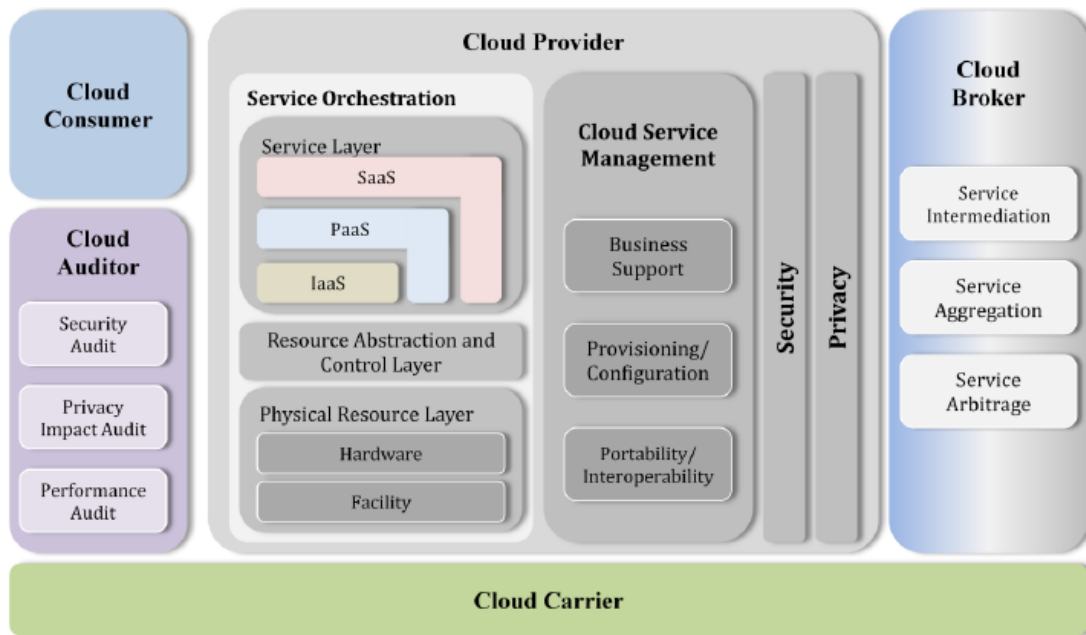 Cloud
Consumer
Cloud
Auditor
Security
Audit
Privacy
Impact Audit
Performance
Audit
Cloud Provider
Service Orchestration
Service Layer
SaaS
PaaS
IaaS
Resource Abstraction and
Control Layer
Physical Resource Layer
Hardware
Facility
Cloud Service
Management
Business
Support
Provisioning/
Configuration
Portability/
Interoperability
Security
Privacy
Cloud
Broker
Service
Intermediation
Service
Aggregation
Service
Arbitrage
Cloud Carrier